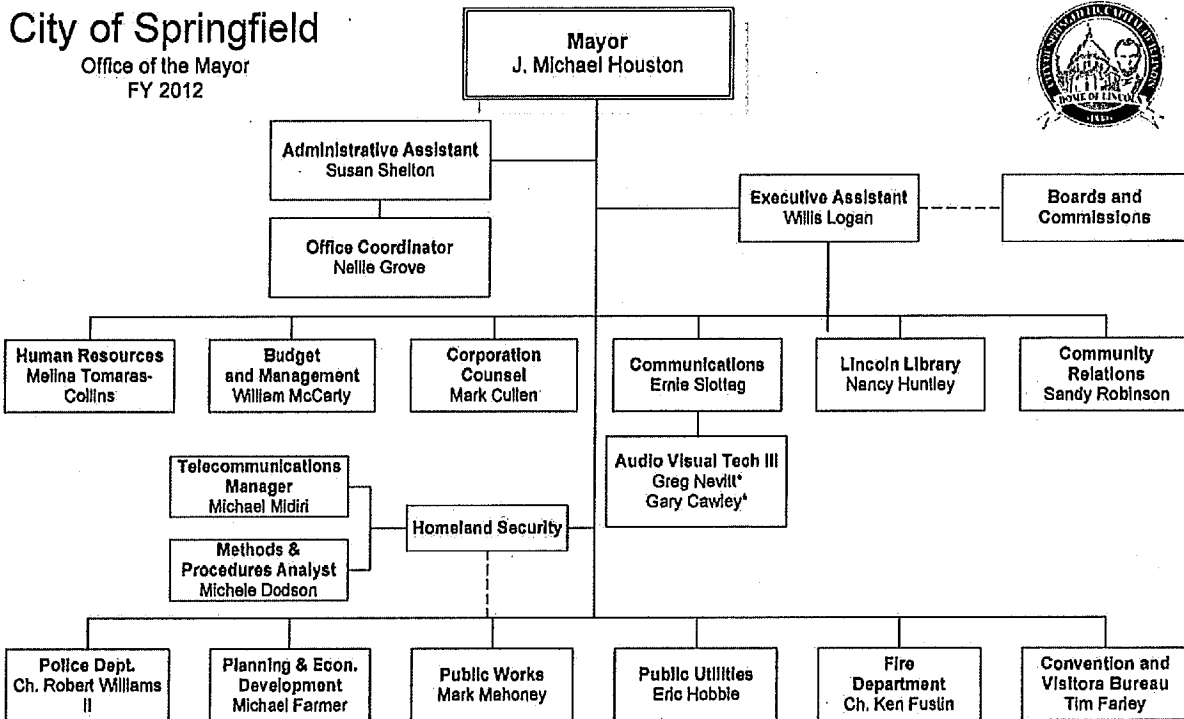 City of Springfield
Office of the Mayor
FY 2012
Mayor
J. Michael Houston
HOME OF LINCOLN
Administrative Assistant
Susan Shelton
Executive Assistant
Willis Logan
Boards and
Commissions
Office Coordinator
Nellie Grove
Human Resources
Melina Tomaras-
Collins
Budget
and Management
William McCarty
Corporation
Counsel
Mark Cullen
Communications
Ernie Slottag
Lincoln Library
Nancy Huntley
Community
Relations
Sandy Robinson
Audio Visual Tech III
Greg Nevitt*
Gary Cawley*
Telecommunications
Manager
Michael Midiri
Homeland Security
Methods &
Procedures Analyst
Michele Dodson
Police Dept.
Ch. Robert Williams
II
Planning & Econ.
Development
Michael Farmer
Public Works
Mark Mahoney
Public Utilities
Eric Hobbie
Fire
Department
Ch. Ken Fustin
Convention and
Visitors Bureau
Tim Farley